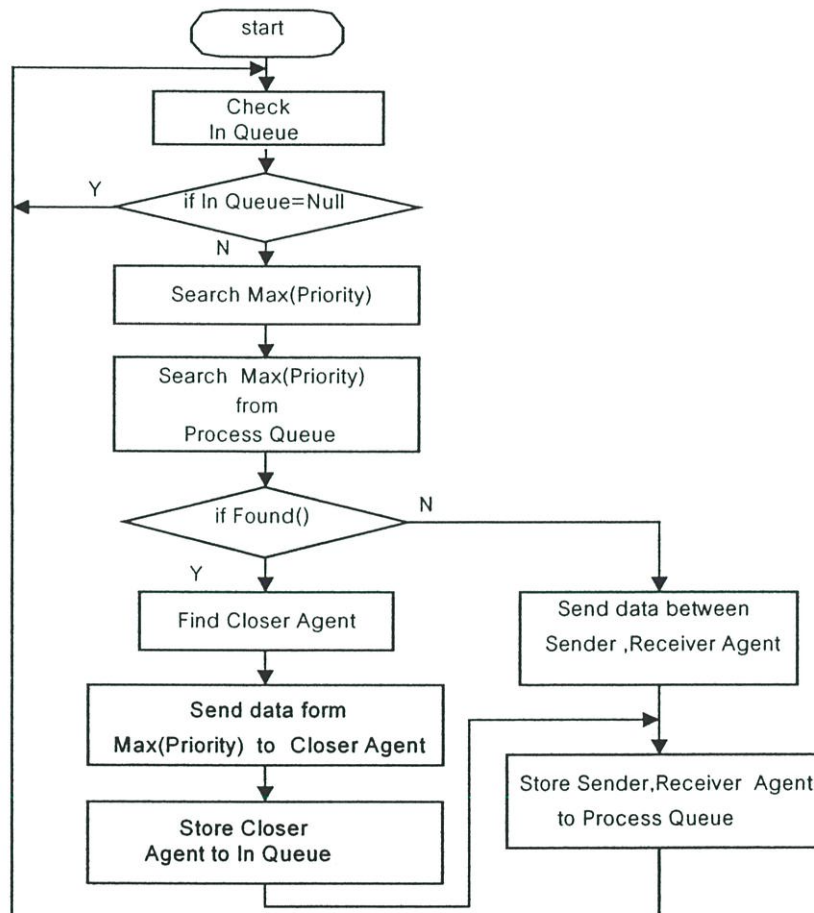 start
Check
In Queue
Y
if In Queue=Null
N
Search Max(Priority)
Search Max(Priority)
from
Process Queue
if Found()
N
Y
Find Closer Agent
Send data between
Sender ,Receiver Agent
Send data form
Max(Priority) to Closer Agent
Store Sender,Receiver Agent
to Process Queue
Store Closer
Agent to In Queue